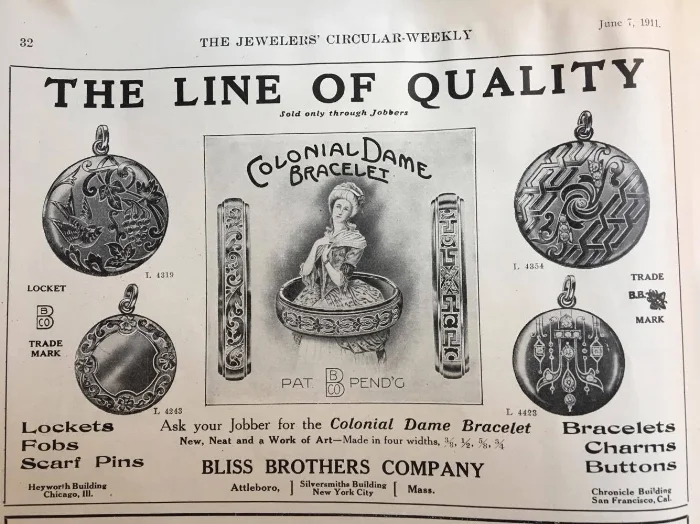 32
THE JEWELERS' CIRCULAR-WEEKLY
June 7, 1911.
THE LINE OF QUALITY
Sold only through Jobbers
COLONIAL DAME
BRACELET
L 4319
L 4354
LOCKET
B
CO
TRADE
MARK
TRADE
B.B.
MARK
L 4343
L 4423
PAT. B CO PEND'G
Lockets
Fobs
Scarf Pins
Ask your Jobber for the Colonial Dame Bracelet
New, Neat and a Work of Art—Made in four widths, ⅜, ½, ⅝, ¾
BLISS BROTHERS COMPANY
Attleboro, ] Silversmiths Building New York City [ Mass.
Bracelets
Charms
Buttons
Heyworth Building
Chicago, Ill.
Chronicle Building
San Francisco, Cal.